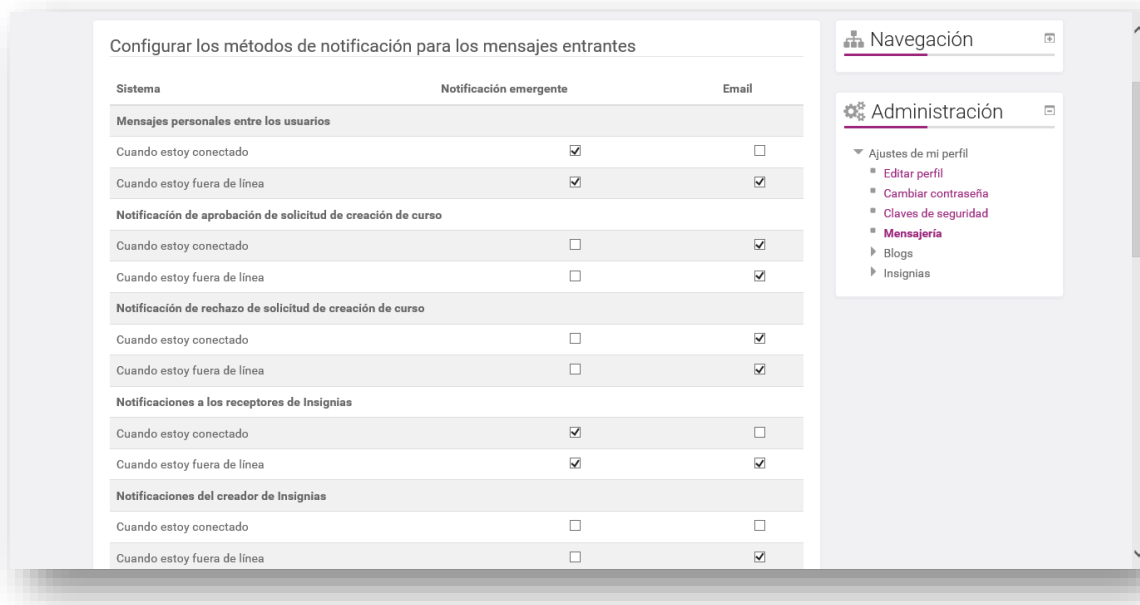 Configurar los métodos de notificación para los mensajes entrantes
Sistema Notificación emergente Email
Mensajes personales entre los usuarios
Cuando estoy conectado
Cuando estoy fuera de línea
Notificación de aprobación de solicitud de creación de curso
Cuando estoy conectado
Cuando estoy fuera de línea
Notificación de rechazo de solicitud de creación de curso
Cuando estoy conectado
Cuando estoy fuera de línea
Notificaciones a los receptores de Insignias
Cuando estoy conectado
Cuando estoy fuera de línea
Notificaciones del creador de Insignias
Cuando estoy conectado
Cuando estoy fuera de línea
Navegación
Administración
Ajustes de mi perfil
Editar perfil
Cambiar contraseña
Claves de seguridad
Mensajería
Blogs
Insignias